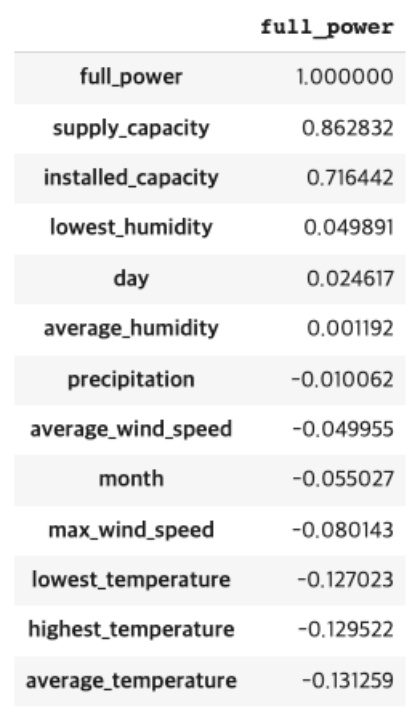 full_power
full_power 1.000000
supply_capacity 0.862832
installed_capacity 0.716442
lowest_humidity 0.049891
day 0.024617
average_humidity 0.001192
precipitation -0.010062
average_wind_speed -0.049955
month -0.055027
max_wind_speed -0.080143
lowest_temperature -0.127023
highest_temperature -0.129522
average_temperature -0.131259